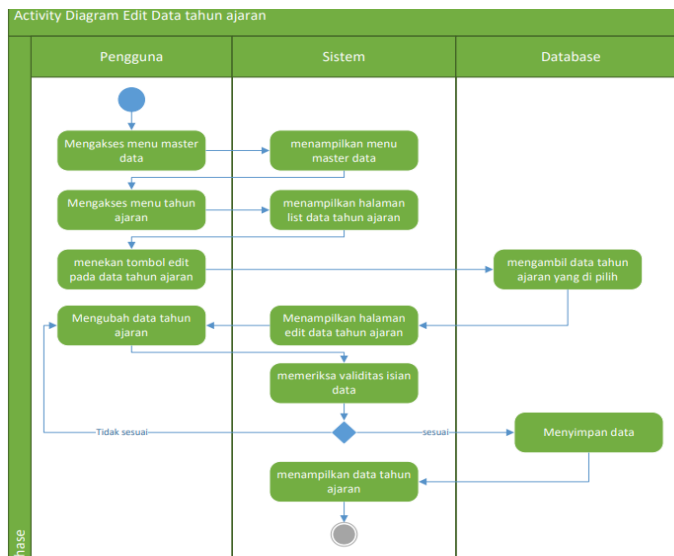 Activity Diagram Edit Data tahun ajaran
Pengguna
Sistem
Database
Mengakses menu master
data
menampilkan menu
master data
Mengakses menu tahun
ajaran
menampilkan halaman
list data tahun ajaran
menekan tombol edit
pada data tahun ajaran
mengambil data tahun
ajaran yang di pilih
Mengubah data tahun
ajaran
Menampilkan halaman
edit data tahun ajaran
memeriksa validitas isian
data
Tidak sesuai
sesuai
Menyimpan data
menampilkan data tahun
ajaran